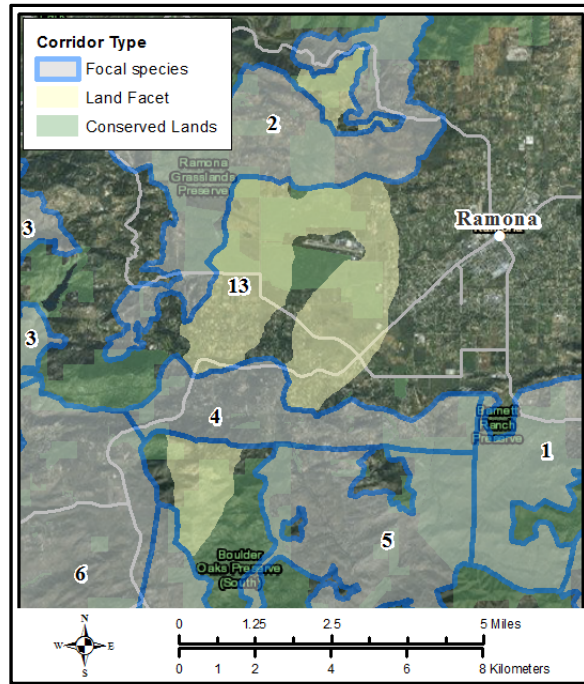 Corridor Type
Focal species
Land Facet
Conserved Lands
2
Ramona
Grasslands
Preserve
Ramona
3
13
3
4
Barnett
Ranch
Preserve
1
5
Boulder
Oaks Preserve
(South)
6
N
W E
S
0 1.25 2.5 5 Miles
0 1 2 4 6 8 Kilometers